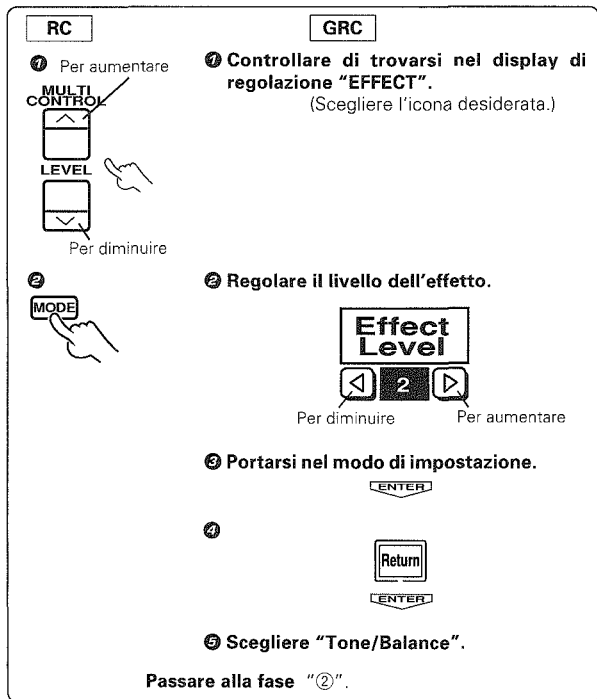 RC
GRC
❶ Per aumentare
MULTI
CONTROL
LEVEL
Per diminuire
❷
MODE
❶ Controllare di trovarsi nel display di
regolazione “EFFECT”.
(Scegliere l'icona desiderata.)
❷ Regolare il livello dell'effetto.
Effect
Level
2
Per diminuire Per aumentare
❸ Portarsi nel modo di impostazione.
ENTER
❹
Return
ENTER
❺ Scegliere “Tone/Balance”.
Passare alla fase “②”.